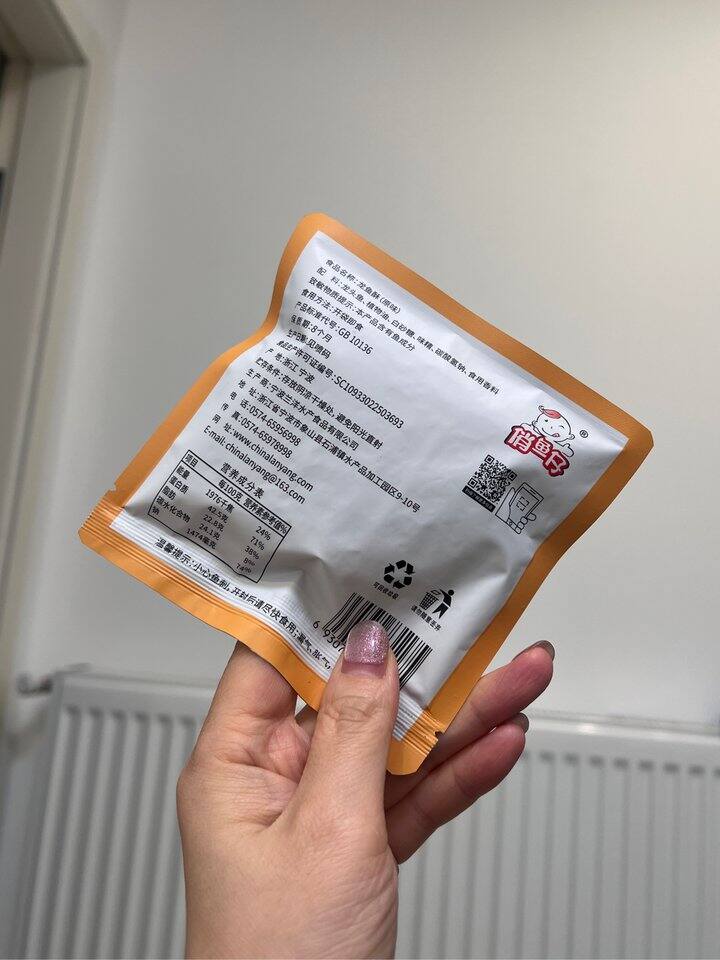 食品名称:龙鱼酥(原味)
配 料:龙头鱼、植物油、白砂糖、味精、碳酸氢钠、食用香料
致敏物质提示:本产品含有鱼成分
食用方法:开袋即食
产品标准代号:GB 10136
保质期:8个月
生产日期:见喷码
食品生产许可证编号:SC10933022503693
产 地:浙江 宁波
贮存条件:存放阴凉干燥处,避免阳光直射
生 产 商:宁波兰洋水产食品有限公司
地 址:浙江省宁波市象山县石浦镇水产品加工园区9-10号
电 话:0574-65956998
传 真:0574-65978998
网 址:www.chinalanyang.com
E-mail:chinalanyang@163.com
营养成分表
项目 每100克 营养素参考值%
能量 1976千焦 24%
蛋白质 42.5克 71%
脂肪 22.8克 38%
碳水化合物 24.1克 8%
钠 1474毫克 74%
温馨提示:小心鱼刺,开封后请尽快食用;漏气、胀气,
俏鱼仔®
可回收垃圾
请勿随意丢弃